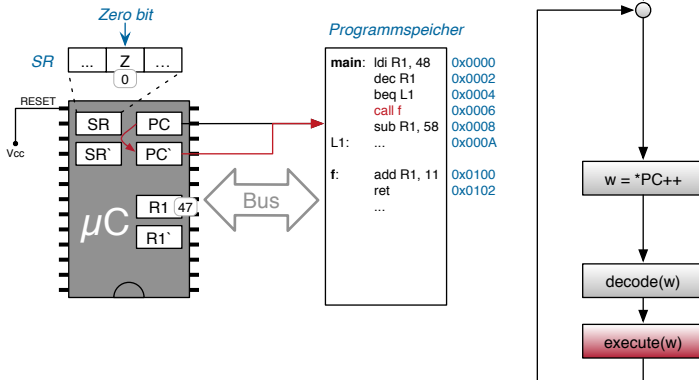 Zero bit
SR ... Z ...
0
RESET
Vcc
SR PC
SR` PC`
R1 47
R1`
µC
Bus
Programmspeicher
main: ldi R1, 48 0x0000
dec R1 0x0002
beq L1 0x0004
call f 0x0006
sub R1, 58 0x0008
L1: ... 0x000A
f: add R1, 11 0x0100
ret 0x0102
...
w = *PC++
decode(w)
execute(w)